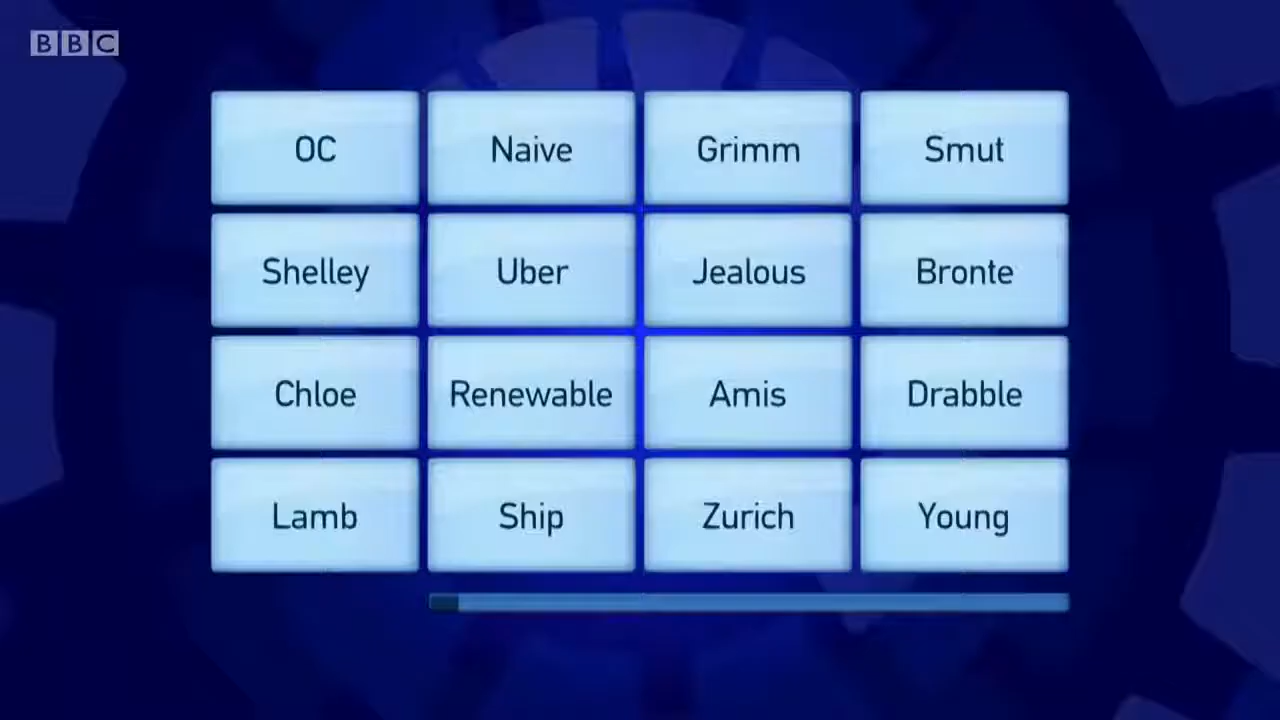 BBC
OC
Naive
Grimm
Smut
Shelley
Uber
Jealous
Bronte
Chloe
Renewable
Amis
Drabble
Lamb
Ship
Zurich
Young